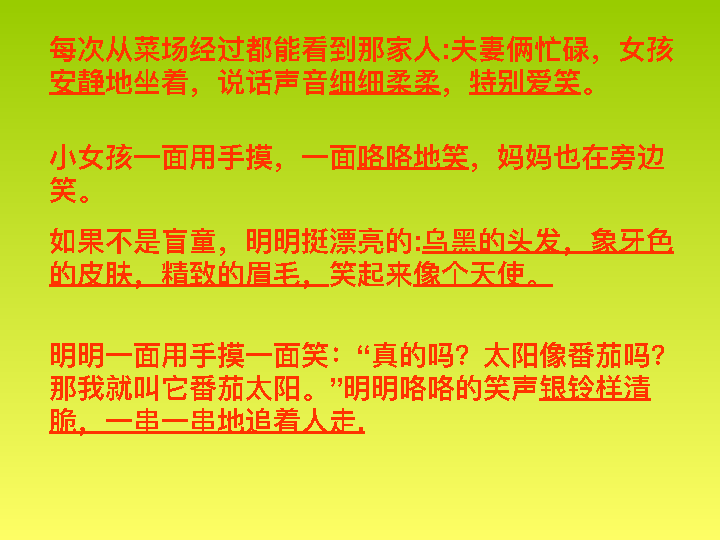 每次从菜场经过都能看到那家人:夫妻俩忙碌，女孩
安静地坐着，说话声音细细柔柔，特别爱笑。
小女孩一面用手摸，一面咯咯地笑，妈妈也在旁边
笑。
如果不是盲童，明明挺漂亮的:乌黑的头发，象牙色
的皮肤，精致的眉毛，笑起来像个天使。
明明一面用手摸一面笑：“真的吗？太阳像番茄吗？
那我就叫它番茄太阳。”明明咯咯的笑声银铃样清
脆，一串一串地追着人走.